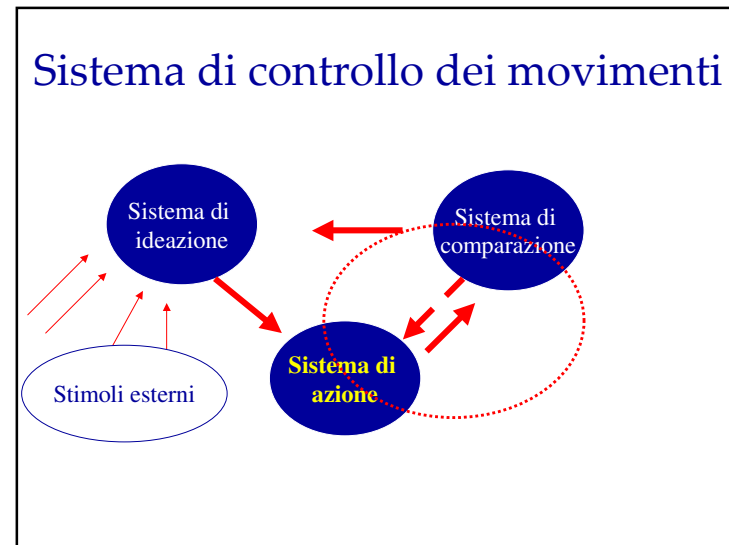 Sistema di controllo dei movimenti
Sistema di
ideazione
Sistema di
comparazione
Sistema di
azione
Stimoli esterni